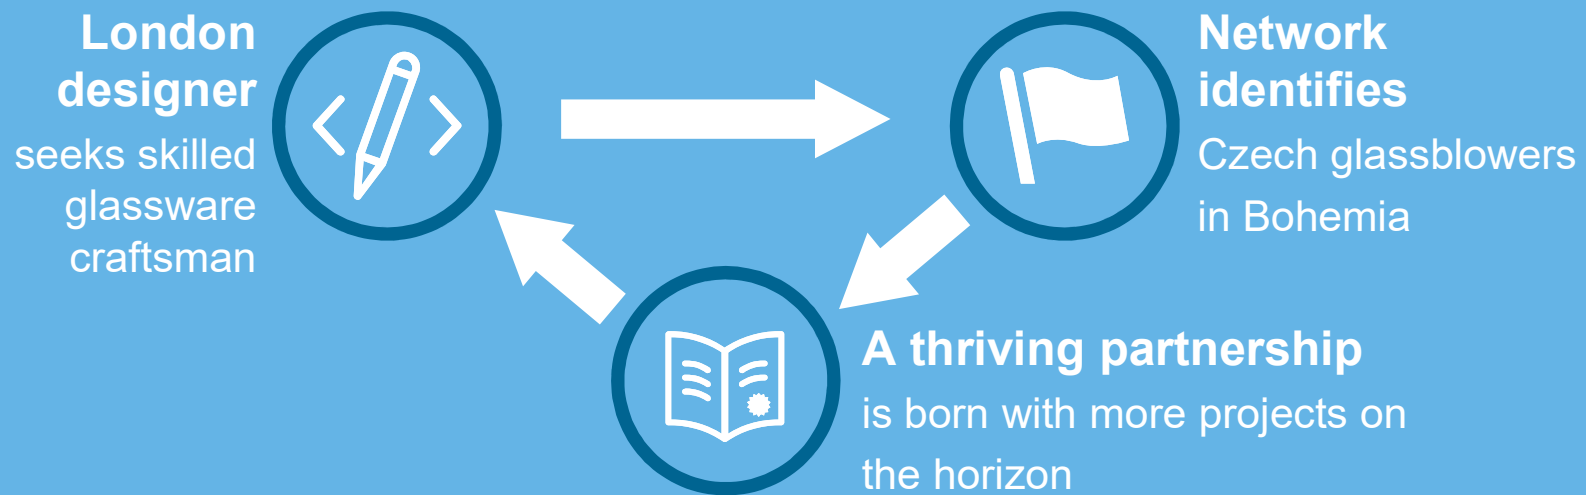 London
designer
seeks skilled
glassware
craftsman
Network
identifies
Czech glassblowers
in Bohemia
A thriving partnership
is born with more projects on
the horizon